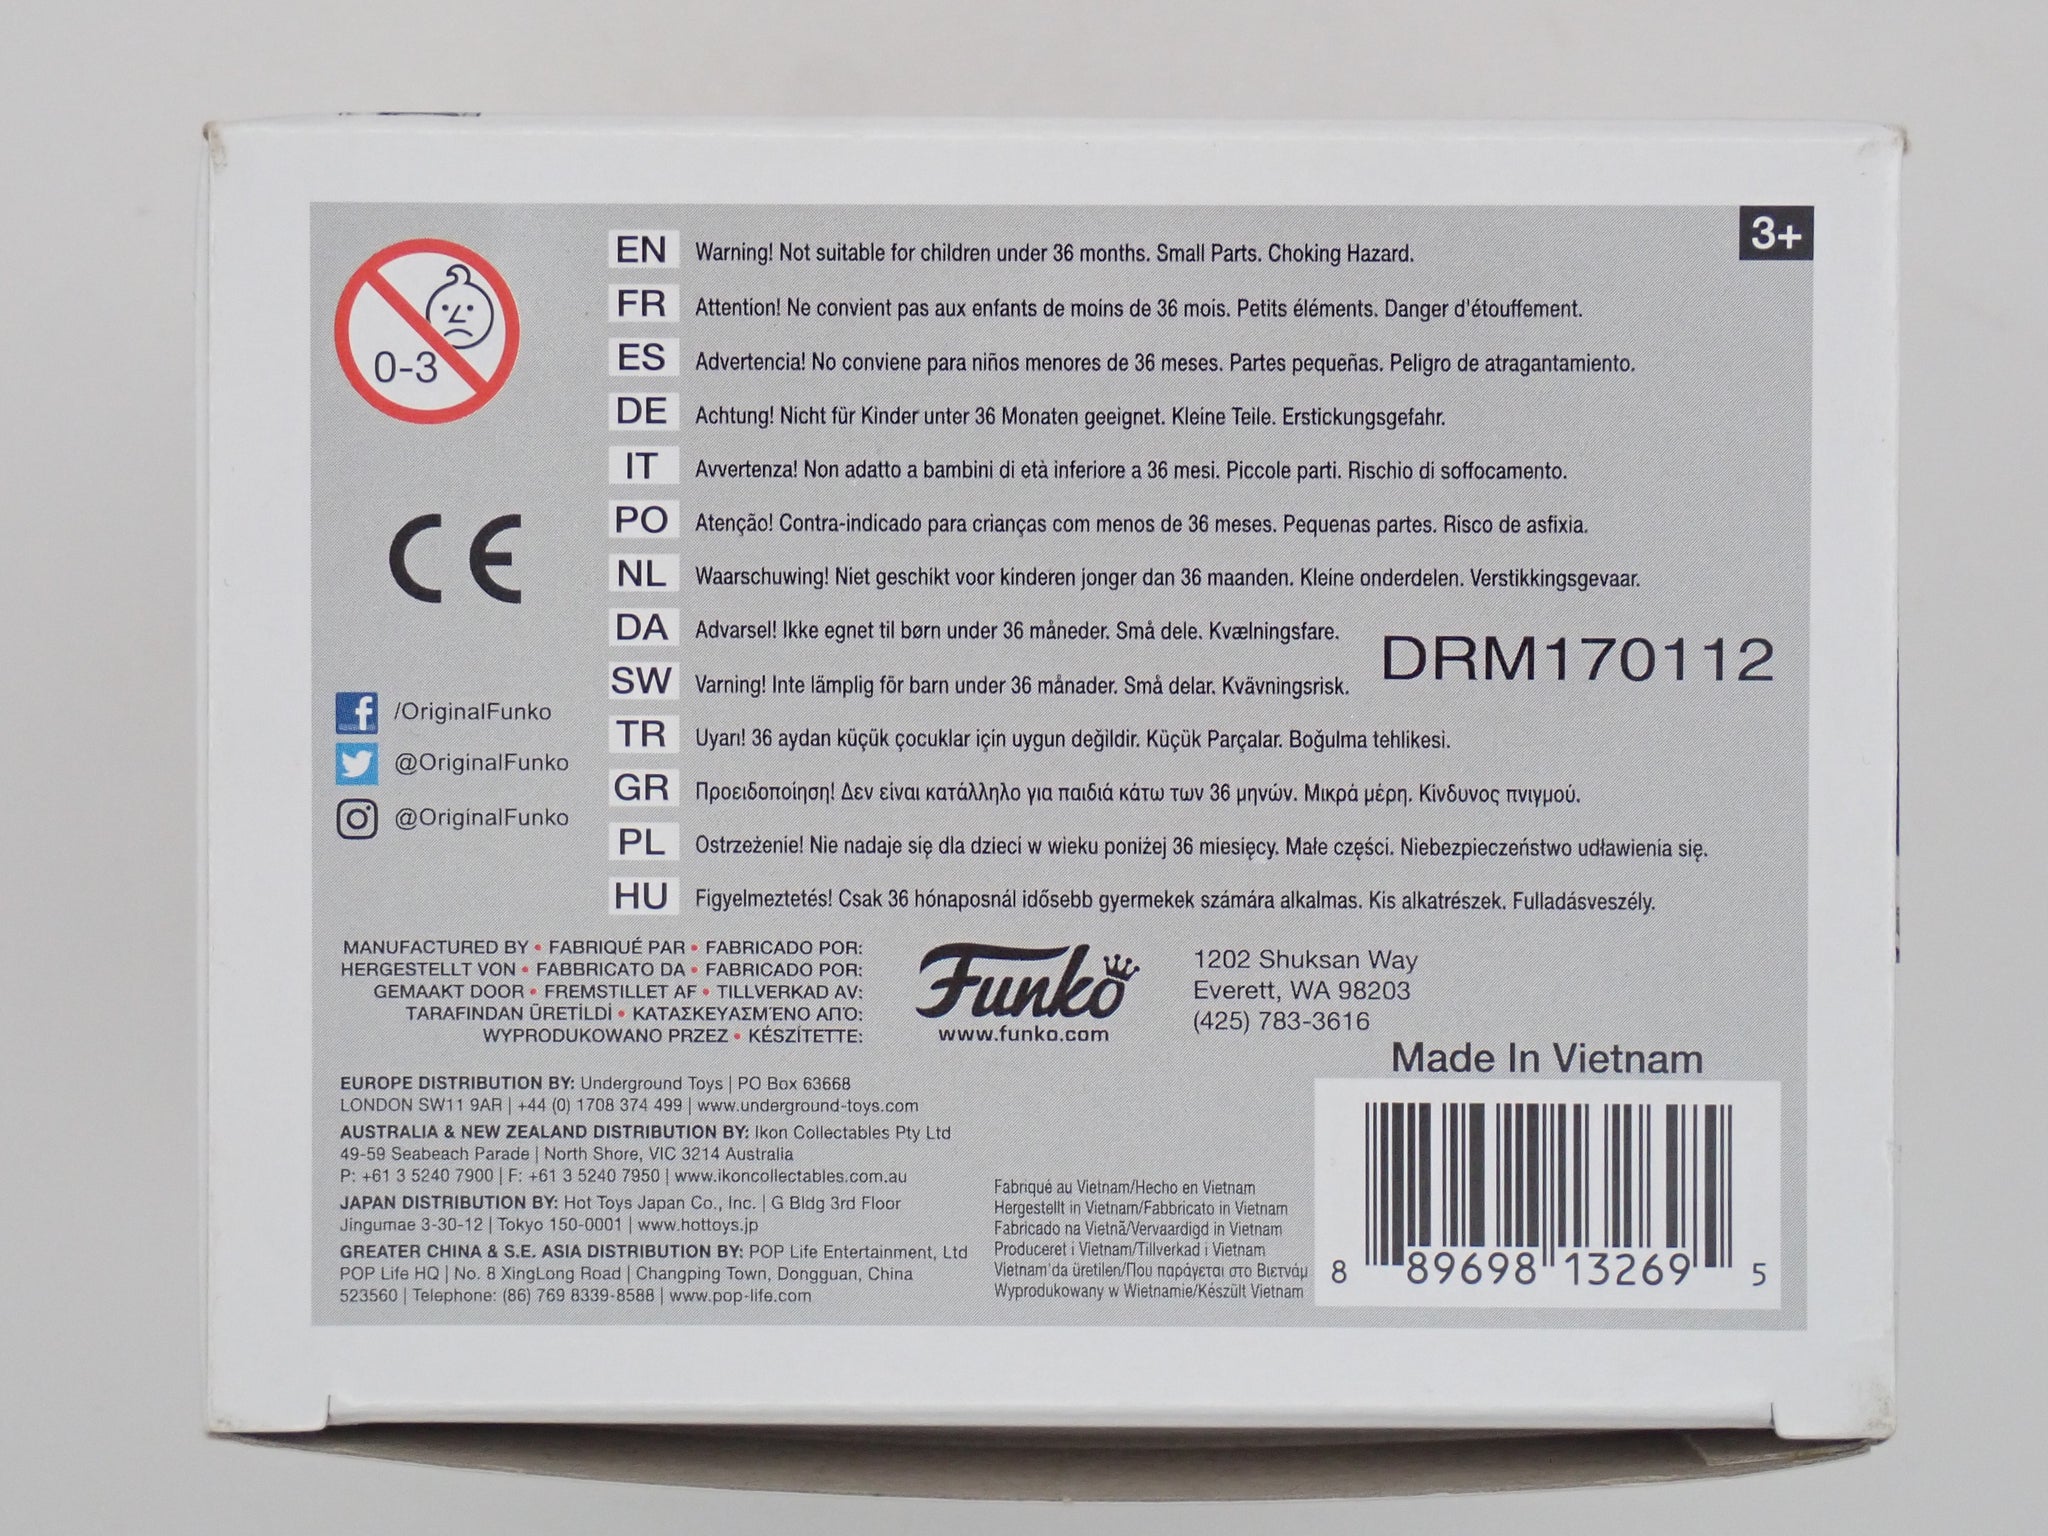 3+
0-3
EN Warning! Not suitable for children under 36 months. Small Parts. Choking Hazard.
FR Attention! Ne convient pas aux enfants de moins de 36 mois. Petits éléments. Danger d'étouffement.
ES Advertencia! No conviene para niños menores de 36 meses. Partes pequeñas. Peligro de atragantamiento.
DE Achtung! Nicht für Kinder unter 36 Monaten geeignet. Kleine Teile. Erstickungsgefahr.
IT Avvertenza! Non adatto a bambini di età inferiore a 36 mesi. Piccole parti. Rischio di soffocamento.
PO Atenção! Contra-indicado para crianças com menos de 36 meses. Pequenas partes. Risco de asfixia.
NL Waarschuwing! Niet geschikt voor kinderen jonger dan 36 maanden. Kleine onderdelen. Verstikkingsgevaar.
DA Advarsel! Ikke egnet til børn under 36 måneder. Små dele. Kvælningsfare.
SW Varning! Inte lämplig för barn under 36 månader. Små delar. Kvävningsrisk.
TR Uyarı! 36 aydan küçük çocuklar için uygun değildir. Küçük Parçalar. Boğulma tehlikesi.
GR Προειδοποίηση! Δεν είναι κατάλληλο για παιδιά κάτω των 36 μηνών. Μικρά μέρη. Κίνδυνος πνιγμού.
PL Ostrzeżenie! Nie nadaje się dla dzieci w wieku poniżej 36 miesięcy. Małe części. Niebezpieczeństwo udławienia się.
HU Figyelmeztetés! Csak 36 hónaposnál idősebb gyermekek számára alkalmas. Kis alkatrészek. Fulladásveszély.
DRM170112
CE
/OriginalFunko
@OriginalFunko
@OriginalFunko
MANUFACTURED BY • FABRIQUÉ PAR • FABRICADO POR:
HERGESTELLT VON • FABBRICATO DA • FABRICADO POR:
GEMAAKT DOOR • FREMSTILLET AF • TILLVERKAD AV:
TARAFINDAN ÜRETİLDİ • ΚΑΤΑΣΚΕΥΑΣΜΈΝΟ ΑΠΌ:
WYPRODUKOWANO PRZEZ • KÉSZÍTETTE:
Funko
www.funko.com
1202 Shuksan Way
Everett, WA 98203
(425) 783-3616
EUROPE DISTRIBUTION BY: Underground Toys | PO Box 63668
LONDON SW11 9AR | +44 (0) 1708 374 499 | www.underground-toys.com
AUSTRALIA & NEW ZEALAND DISTRIBUTION BY: Ikon Collectables Pty Ltd
49-59 Seabeach Parade | North Shore, VIC 3214 Australia
P: +61 3 5240 7900 | F: +61 3 5240 7950 | www.ikoncollectables.com.au
JAPAN DISTRIBUTION BY: Hot Toys Japan Co., Inc. | G Bldg 3rd Floor
Jingumae 3-30-12 | Tokyo 150-0001 | www.hottoys.jp
GREATER CHINA & S.E. ASIA DISTRIBUTION BY: POP Life Entertainment, Ltd
POP Life HQ | No. 8 XingLong Road | Changping Town, Dongguan, China
523560 | Telephone: (86) 769 8339-8588 | www.pop-life.com
Fabriqué au Vietnam/Hecho en Vietnam
Hergestellt in Vietnam/Fabbricato in Vietnam
Fabricado na Vietnã/Vervaardigd in Vietnam
Produceret i Vietnam/Tillverkad i Vietnam
Vietnam'da üretilen/Που παράγεται στο Βιετνάμ
Wyprodukowany w Wietnamie/Készült Vietnam
Made In Vietnam
8 89698 13269 5